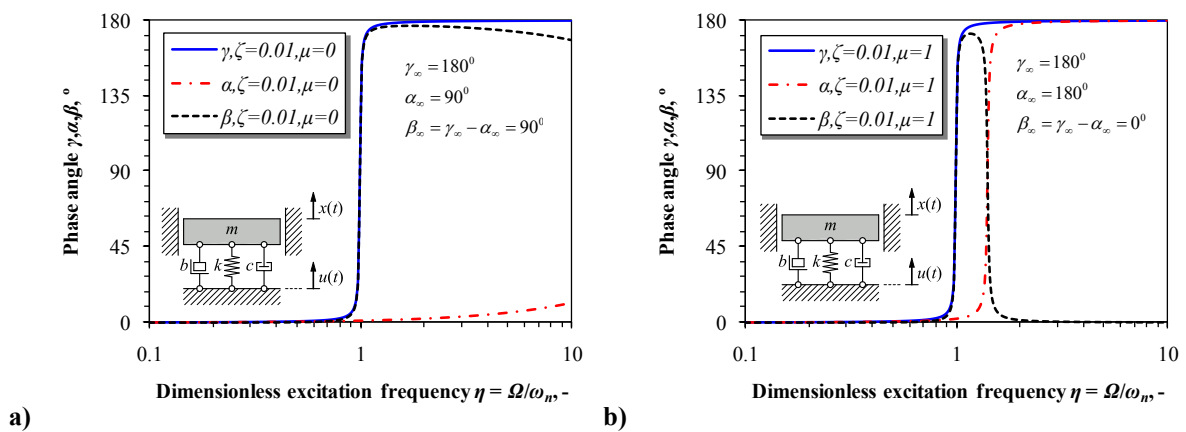 180
135
90
45
0
Phase angle γ,α,β, º
γ,ζ=0.01,μ=0
α,ζ=0.01,μ=0
β,ζ=0.01,μ=0
γ∞ = 180⁰
α∞ = 90⁰
β∞ = γ∞ − α∞ = 90⁰
x(t)
m
b
k
c
u(t)
0.1
1
10
Dimensionless excitation frequency η = Ω/ωₙ, -
a)
180
135
90
45
0
Phase angle γ,α,β, º
γ,ζ=0.01,μ=1
α,ζ=0.01,μ=1
β,ζ=0.01,μ=1
γ∞ = 180⁰
α∞ = 180⁰
β∞ = γ∞ − α∞ = 0⁰
x(t)
m
b
k
c
u(t)
0.1
1
10
Dimensionless excitation frequency η = Ω/ωₙ, -
b)